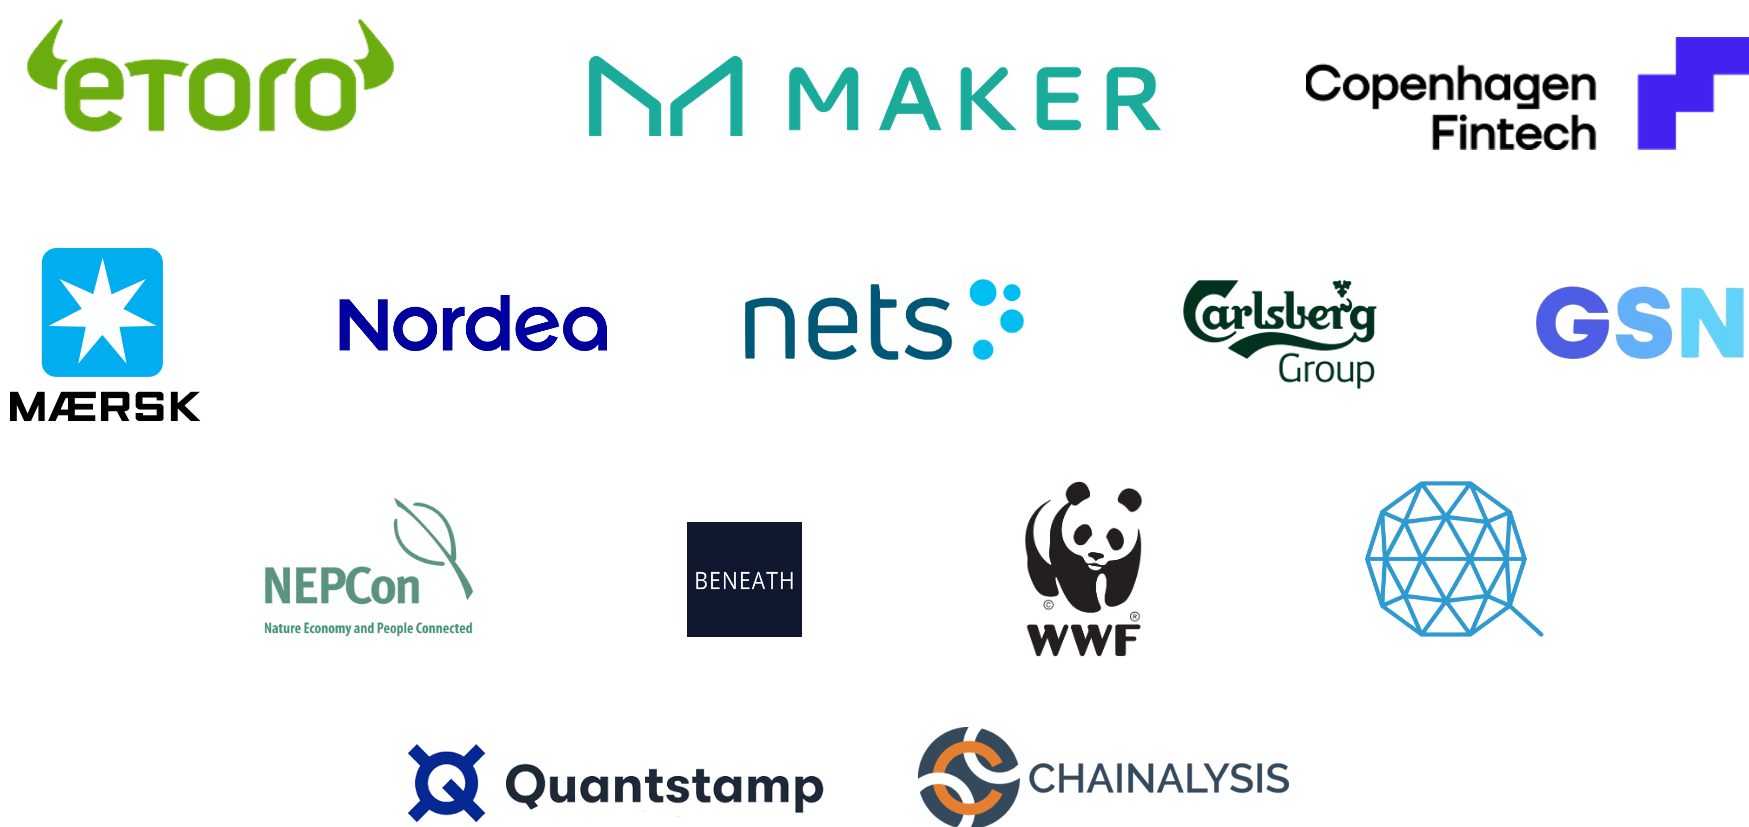 eToro
MAKER
Copenhagen
Fintech
MÆRSK
Nordea
nets
Carlsberg
Group
GSN
NEPCon
Nature Economy and People Connected
BENEATH
©
®
WWF
Quantstamp
CHAINALYSIS